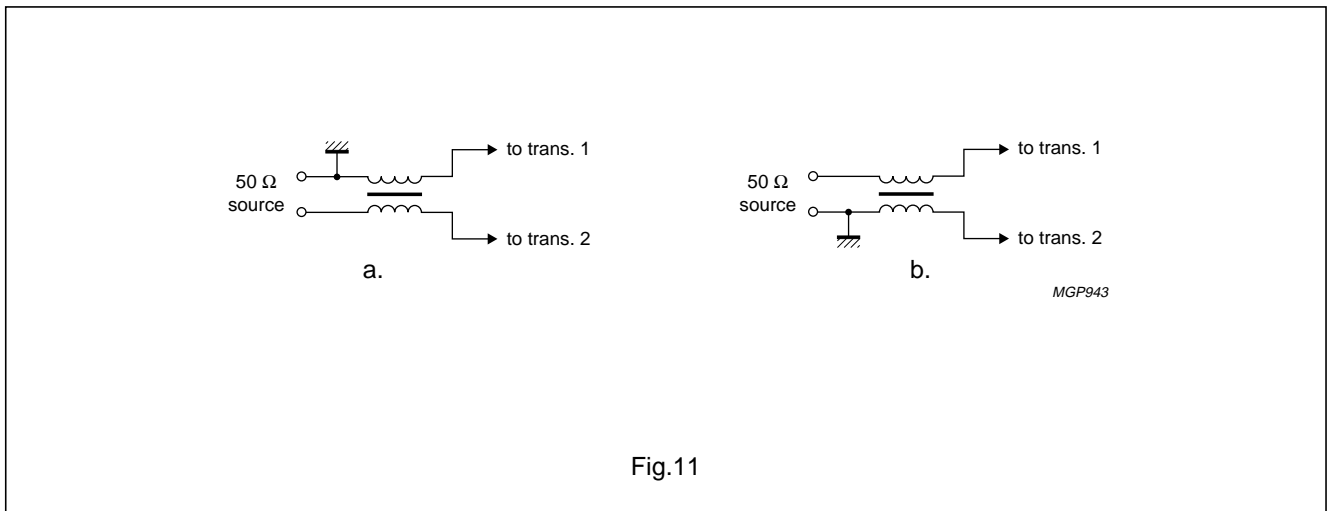 to trans. 1
50 Ω
source
to trans. 2
a.
to trans. 1
50 Ω
source
to trans. 2
b.
MGP943
Fig.11